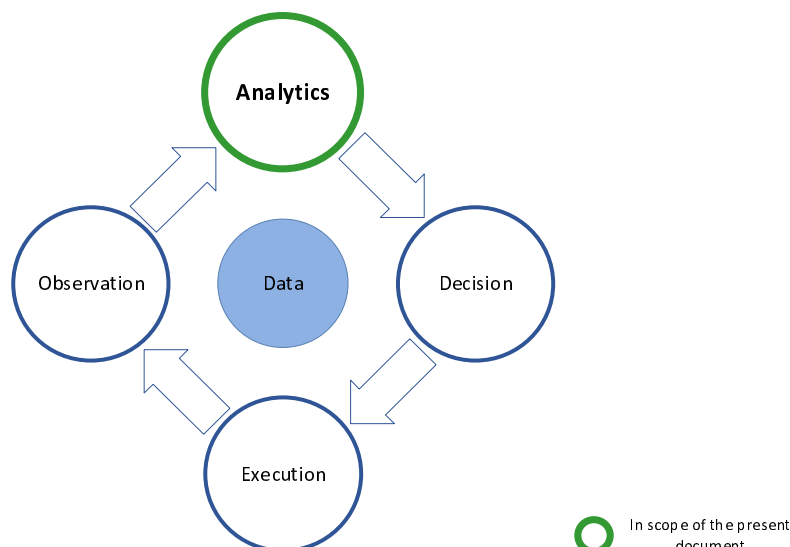 Analytics
Observation
Data
Decision
Execution
In scope of the present
document